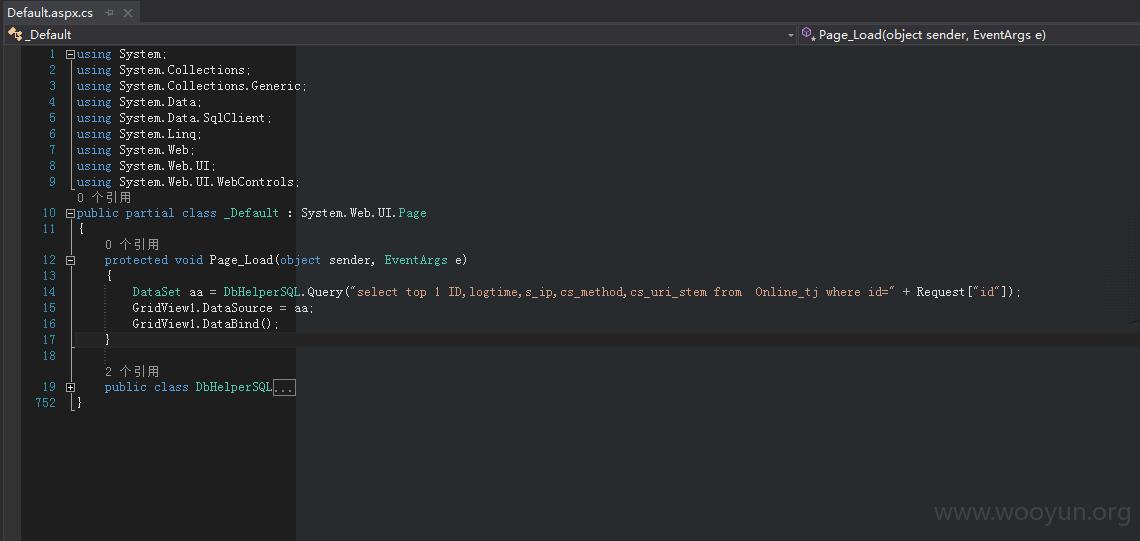 Default.aspx.cs
_Default
Page_Load(object sender, EventArgs e)
1 using System;
2 using System.Collections;
3 using System.Collections.Generic;
4 using System.Data;
5 using System.Data.SqlClient;
6 using System.Linq;
7 using System.Web;
8 using System.Web.UI;
9 using System.Web.UI.WebControls;
0 个引用
10 public partial class _Default : System.Web.UI.Page
11 {
0 个引用
12 protected void Page_Load(object sender, EventArgs e)
13 {
14 DataSet aa = DbHelperSQL.Query("select top 1 ID,logtime,s_ip,cs_method,cs_uri_stem from  Online_tj where id=" + Request["id"]);
15 GridView1.DataSource = aa;
16 GridView1.DataBind();
17 }
18
2 个引用
19 public class DbHelperSQL...
752 }
www.wooyun.org